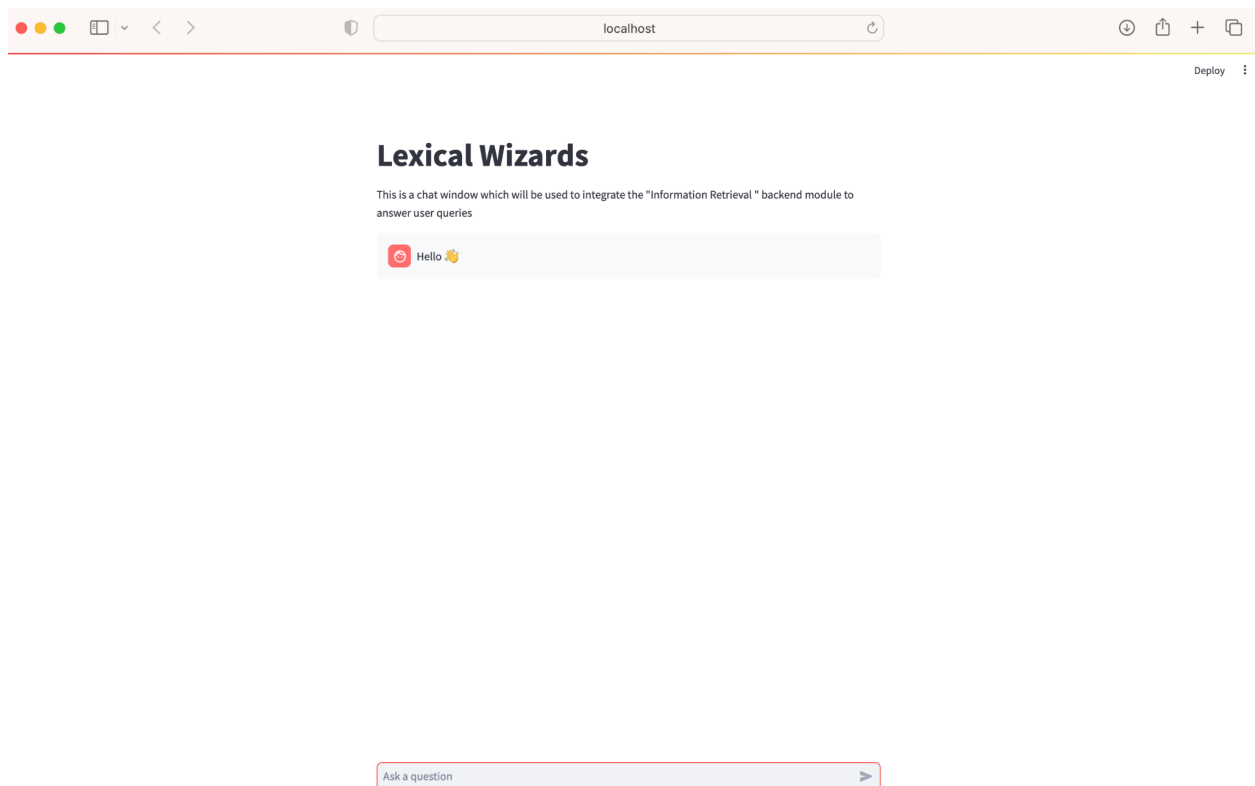 localhost
Deploy
Lexical Wizards
This is a chat window which will be used to integrate the "Information Retrieval " backend module to
answer user queries
Hello 👋
Ask a question